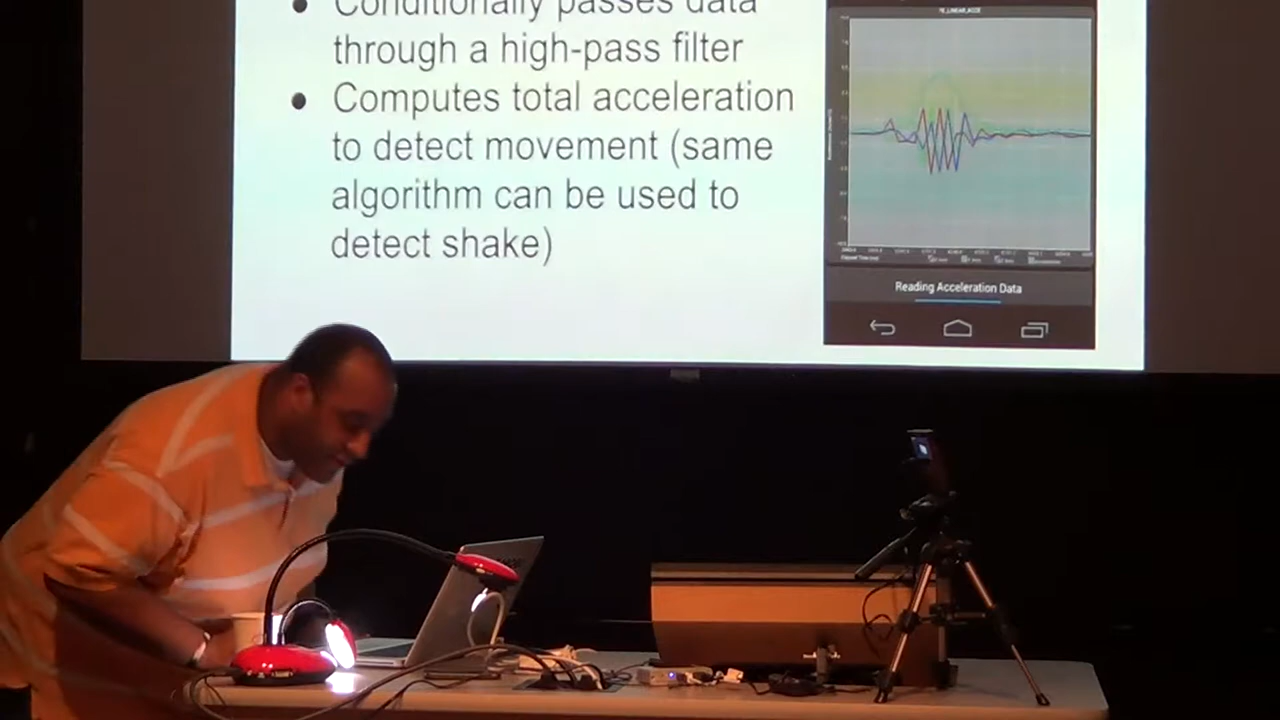 Conditionally passes data
through a high-pass filter
Computes total acceleration
to detect movement (same
algorithm can be used to
detect shake)
Reading Acceleration Data